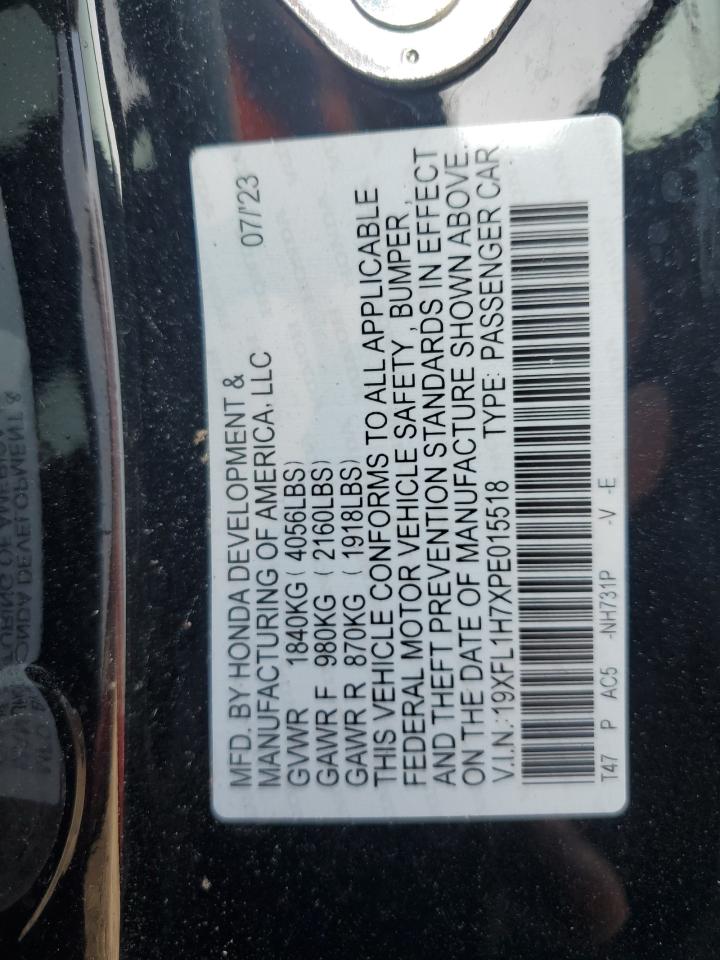 MFD. BY HONDA DEVELOPMENT & 07/'23
MANUFACTURING OF AMERICA, LLC
GVWR 1840KG ( 4056LBS)
GAWR F 980KG ( 2160LBS)
GAWR R 870KG ( 1918LBS)
THIS VEHICLE CONFORMS TO ALL APPLICABLE
FEDERAL MOTOR VEHICLE SAFETY , BUMPER ,
AND THEFT PREVENTION STANDARDS IN EFFECT
ON THE DATE OF MANUFACTURE SHOWN ABOVE.
V.I.N.:19XFL1H7XPE015518 TYPE: PASSENGER CAR
T47 P AC5 -NH731P -V -E